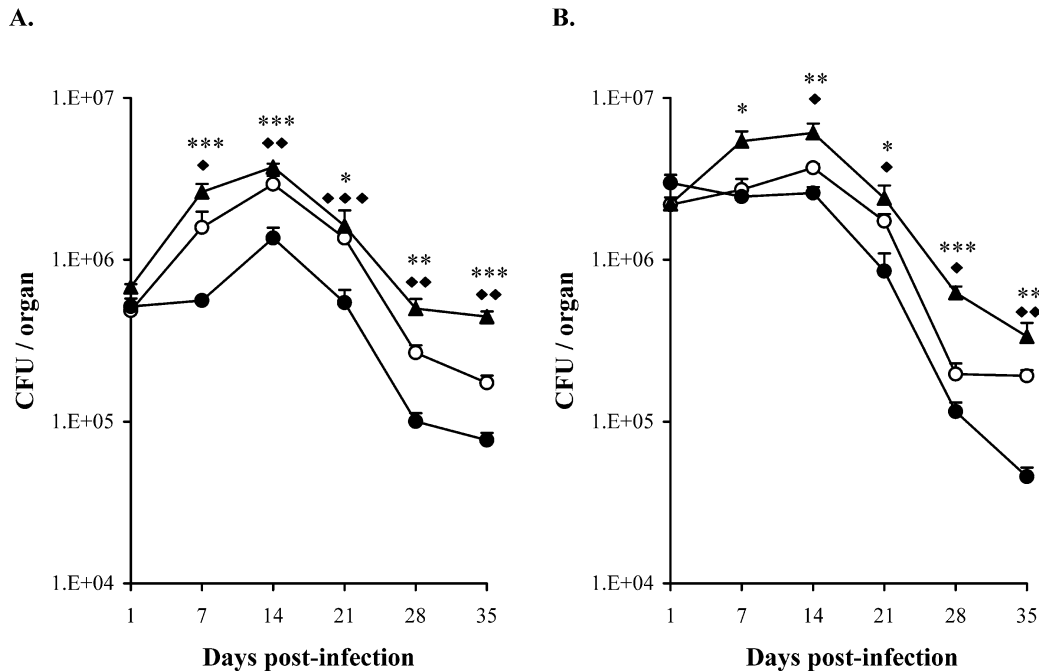 A.
B.
1.E+07
1.E+06
1.E+05
1.E+04
CFU / organ
***
***
*
**
***
1 7 14 21 28 35
Days post-infection
1.E+07
1.E+06
1.E+05
1.E+04
CFU / organ
*
**
*
***
**
1 7 14 21 28 35
Days post-infection